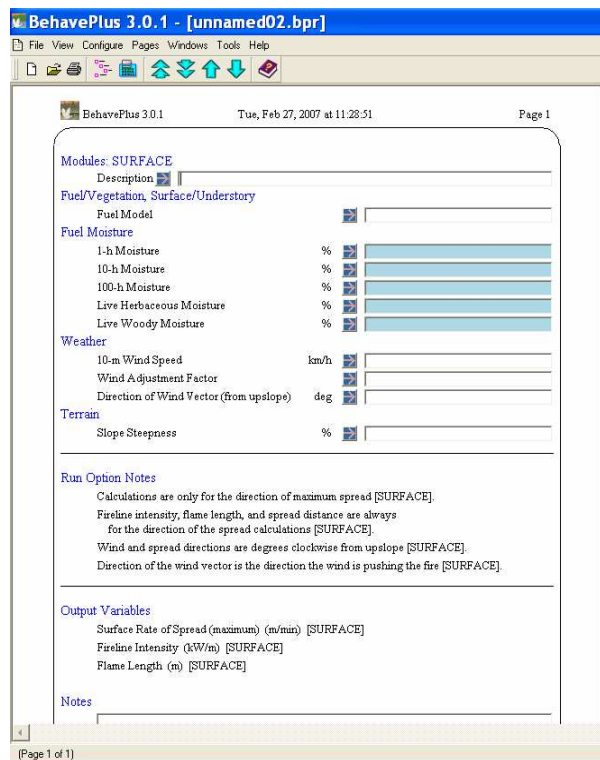 BehavePlus 3.0.1 - [unnamed02.bpr]
File View Configure Pages Windows Tools Help
BehavePlus 3.0.1 Tue, Feb 27, 2007 at 11:28:51 Page 1
Modules: SURFACE
Description
Fuel/Vegetation, Surface/Understory
Fuel Model
Fuel Moisture
1-h Moisture %
10-h Moisture %
100-h Moisture %
Live Herbaceous Moisture %
Live Woody Moisture %
Weather
10-m Wind Speed km/h
Wind Adjustment Factor
Direction of Wind Vector (from upslope) deg
Terrain
Slope Steepness %
Run Option Notes
Calculations are only for the direction of maximum spread [SURFACE].
Fireline intensity, flame length, and spread distance are always
for the direction of the spread calculations [SURFACE].
Wind and spread directions are degrees clockwise from upslope [SURFACE].
Direction of the wind vector is the direction the wind is pushing the fire [SURFACE].
Output Variables
Surface Rate of Spread (maximum) (m/min) [SURFACE]
Fireline Intensity (kW/m) [SURFACE]
Flame Length (m) [SURFACE]
Notes
(Page 1 of 1)